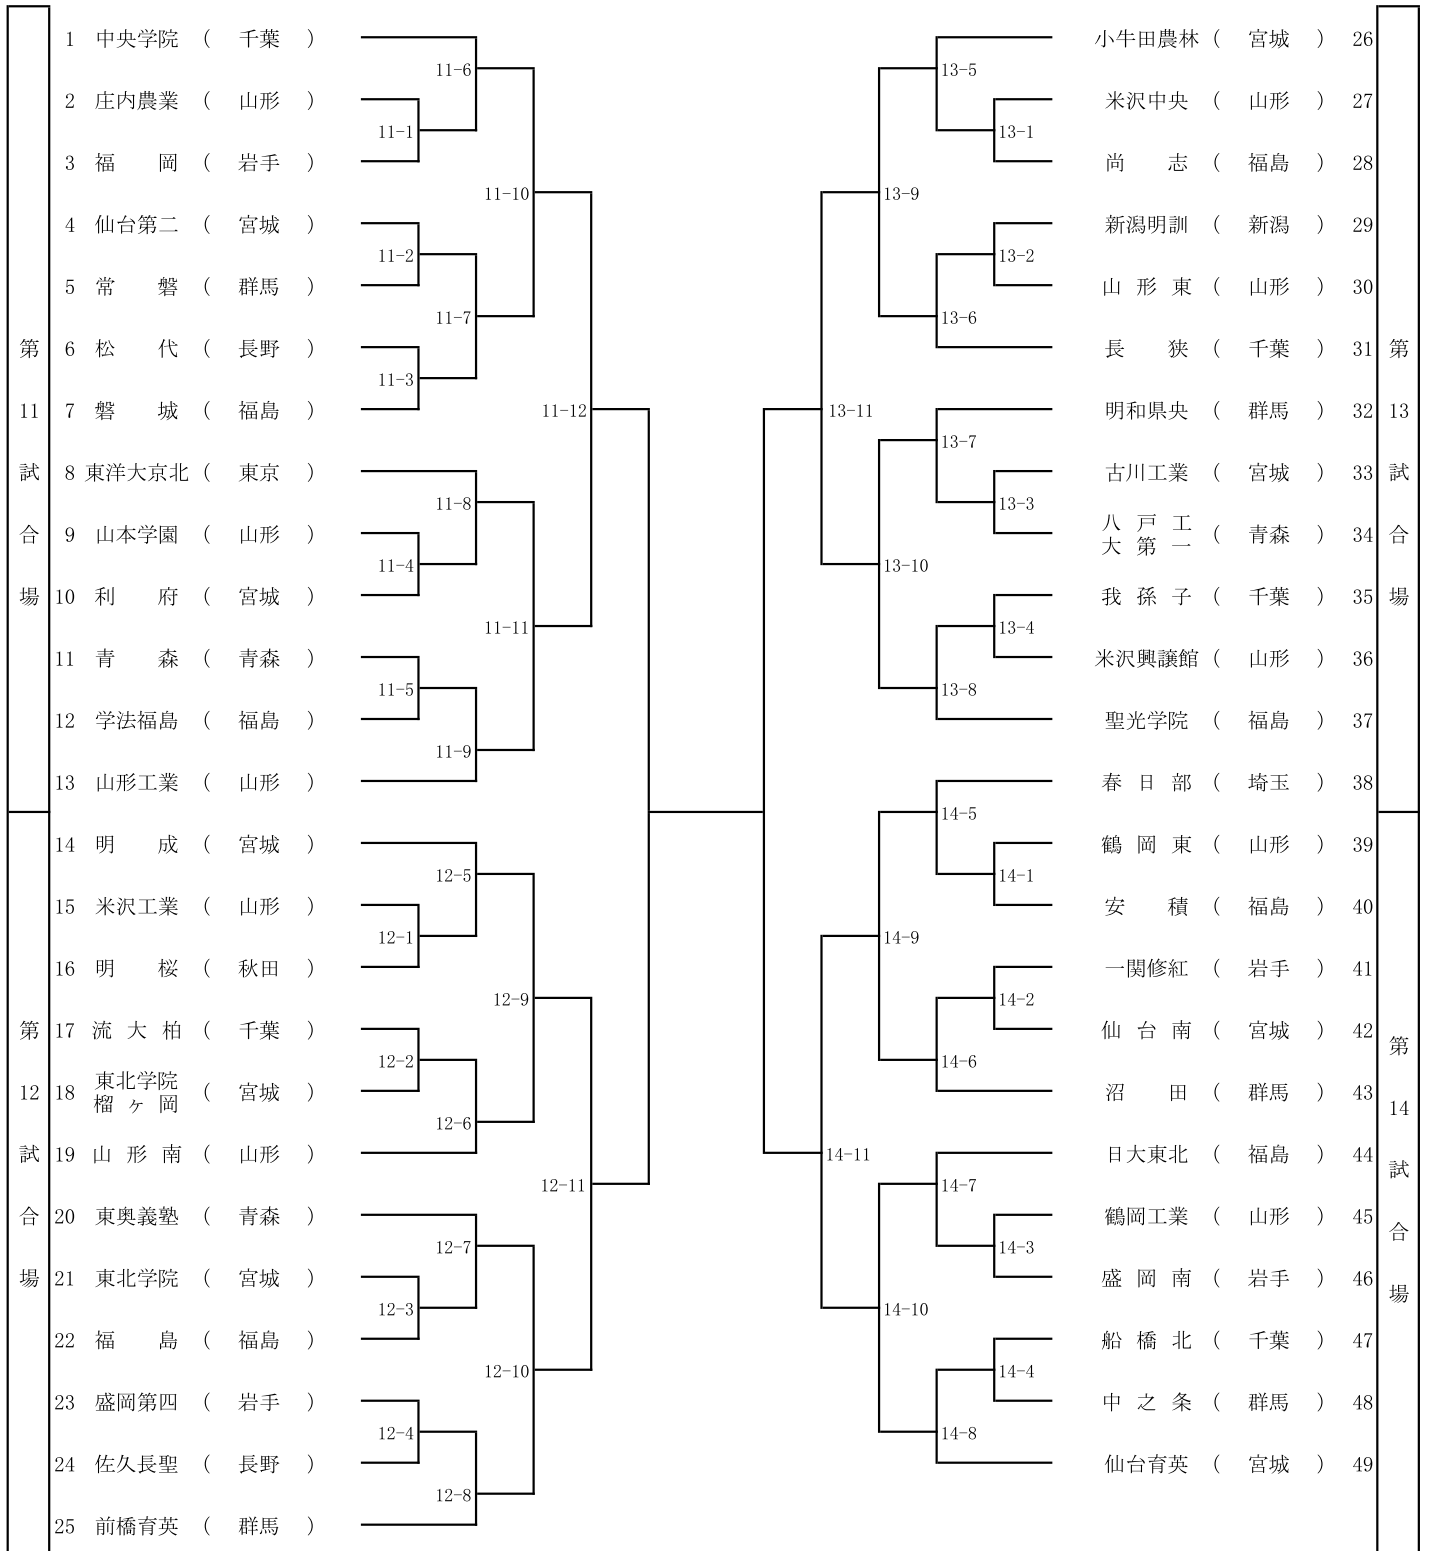 第11試合場
1 中央学院 ( 千葉 )
2 庄内農業 ( 山形 )
3 福岡 ( 岩手 )
4 仙台第二 ( 宮城 )
5 常磐 ( 群馬 )
6 松代 ( 長野 )
7 磐城 ( 福島 )
8 東洋大京北 ( 東京 )
9 山本学園 ( 山形 )
10 利府 ( 宮城 )
11 青森 ( 青森 )
12 学法福島 ( 福島 )
13 山形工業 ( 山形 )
11-6
11-1
11-10
11-2
11-7
11-3
11-12
11-8
11-4
11-11
11-5
11-9
第12試合場
14 明成 ( 宮城 )
15 米沢工業 ( 山形 )
16 明桜 ( 秋田 )
17 流大柏 ( 千葉 )
18 東北学院榴ヶ岡 ( 宮城 )
19 山形南 ( 山形 )
20 東奥義塾 ( 青森 )
21 東北学院 ( 宮城 )
22 福島 ( 福島 )
23 盛岡第四 ( 岩手 )
24 佐久長聖 ( 長野 )
25 前橋育英 ( 群馬 )
12-5
12-1
12-9
12-2
12-6
12-11
12-7
12-3
12-10
12-4
12-8
第13試合場
小牛田農林 ( 宮城 ) 26
米沢中央 ( 山形 ) 27
尚志 ( 福島 ) 28
新潟明訓 ( 新潟 ) 29
山形東 ( 山形 ) 30
長狭 ( 千葉 ) 31
明和県央 ( 群馬 ) 32
古川工業 ( 宮城 ) 33
八戸工大第一 ( 青森 ) 34
我孫子 ( 千葉 ) 35
米沢興譲館 ( 山形 ) 36
聖光学院 ( 福島 ) 37
春日部 ( 埼玉 ) 38
13-5
13-1
13-9
13-2
13-6
13-11
13-7
13-3
13-10
13-4
13-8
第14試合場
鶴岡東 ( 山形 ) 39
安積 ( 福島 ) 40
一関修紅 ( 岩手 ) 41
仙台南 ( 宮城 ) 42
沼田 ( 群馬 ) 43
日大東北 ( 福島 ) 44
鶴岡工業 ( 山形 ) 45
盛岡南 ( 岩手 ) 46
船橋北 ( 千葉 ) 47
中之条 ( 群馬 ) 48
仙台育英 ( 宮城 ) 49
14-5
14-1
14-9
14-2
14-6
14-11
14-7
14-3
14-10
14-4
14-8